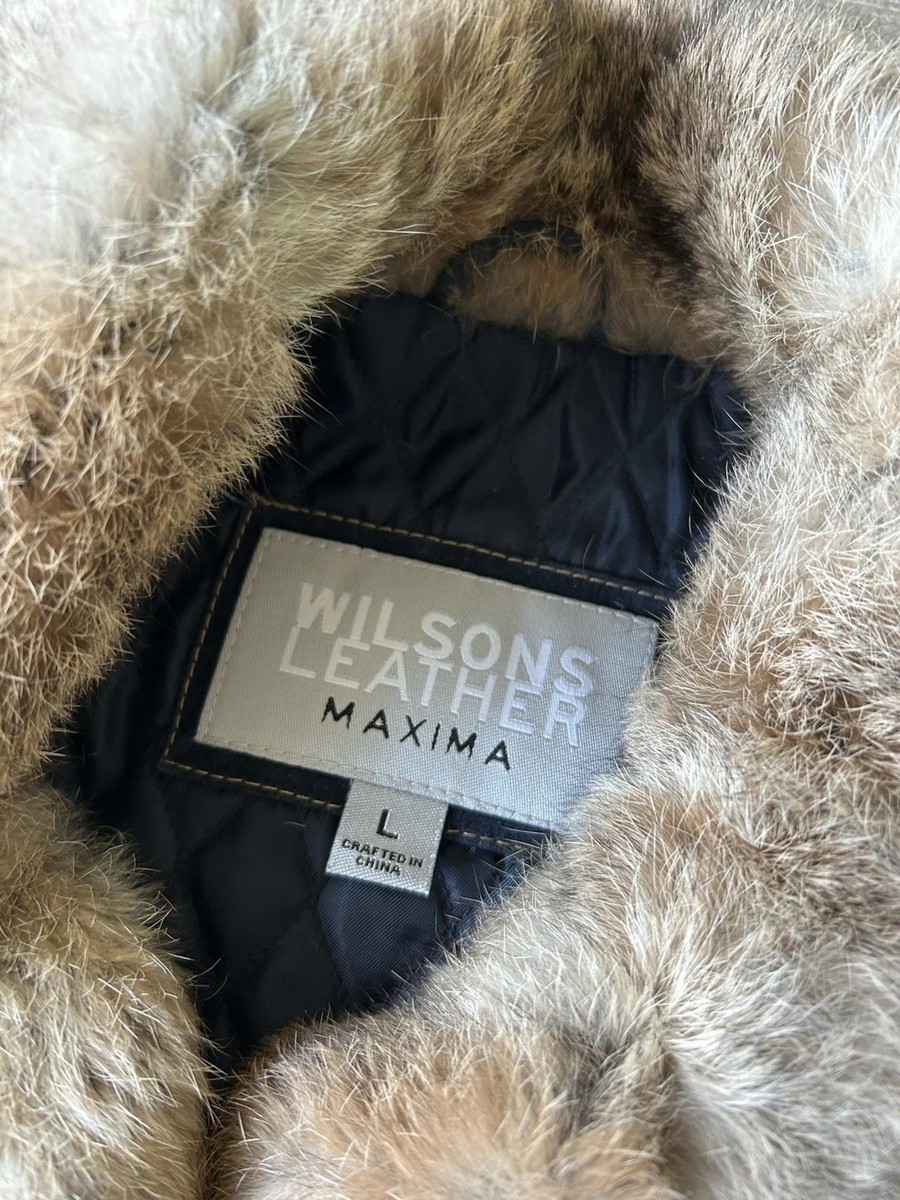 WILSONS
LEATHER
MAXIMA
L
CRAFTED IN
CHINA